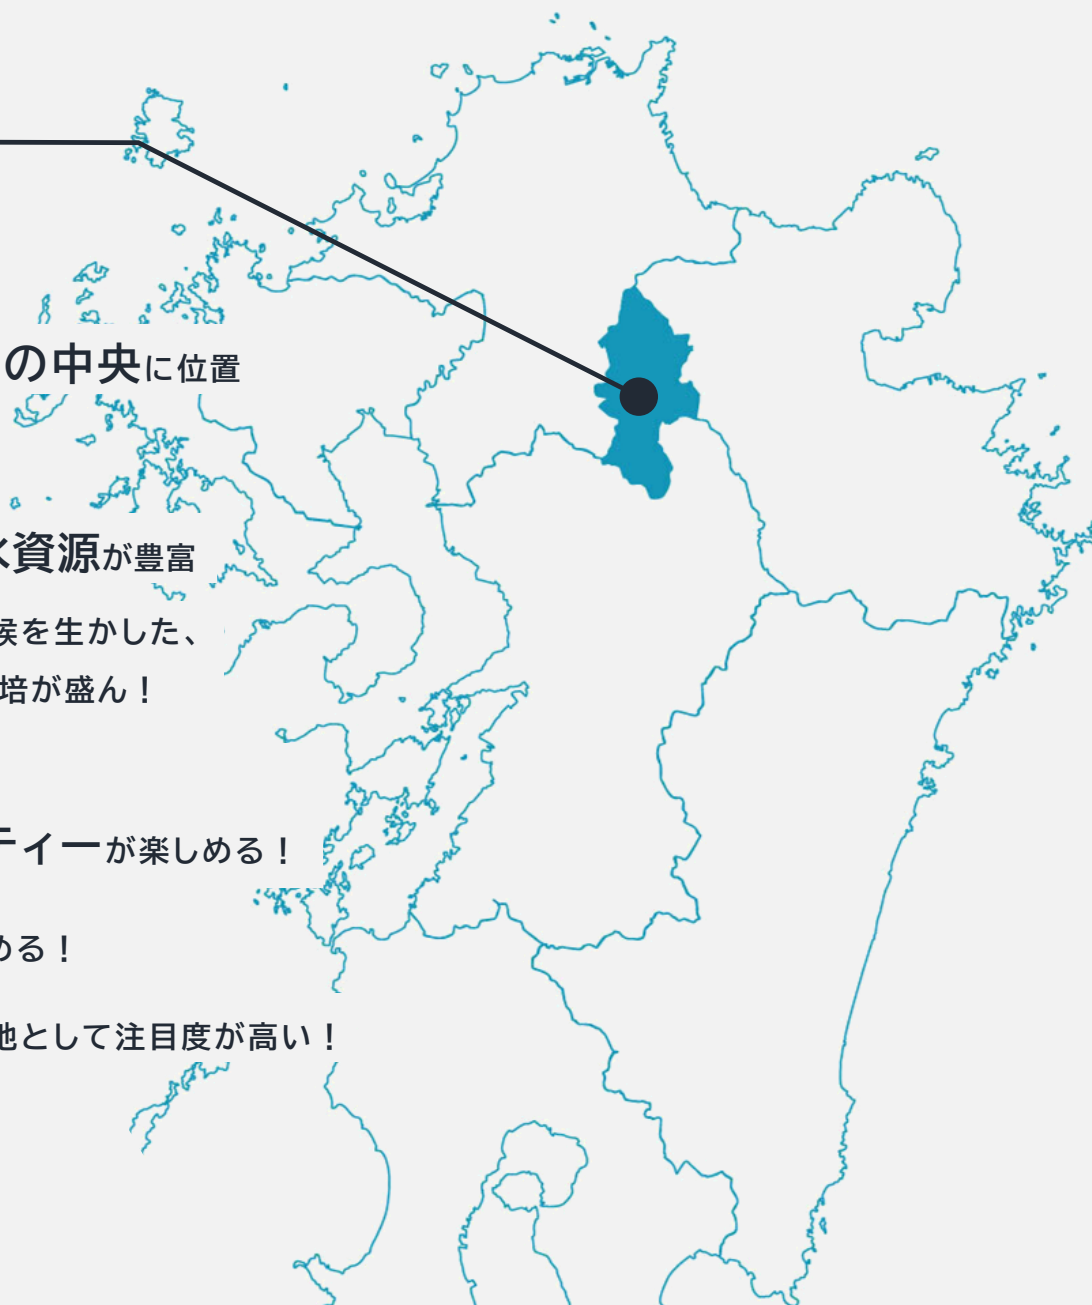 の中央に位置
資源が豊富
候を生かした、
培が盛ん！
ティーが楽しめる！
める！
地として注目度が高い！